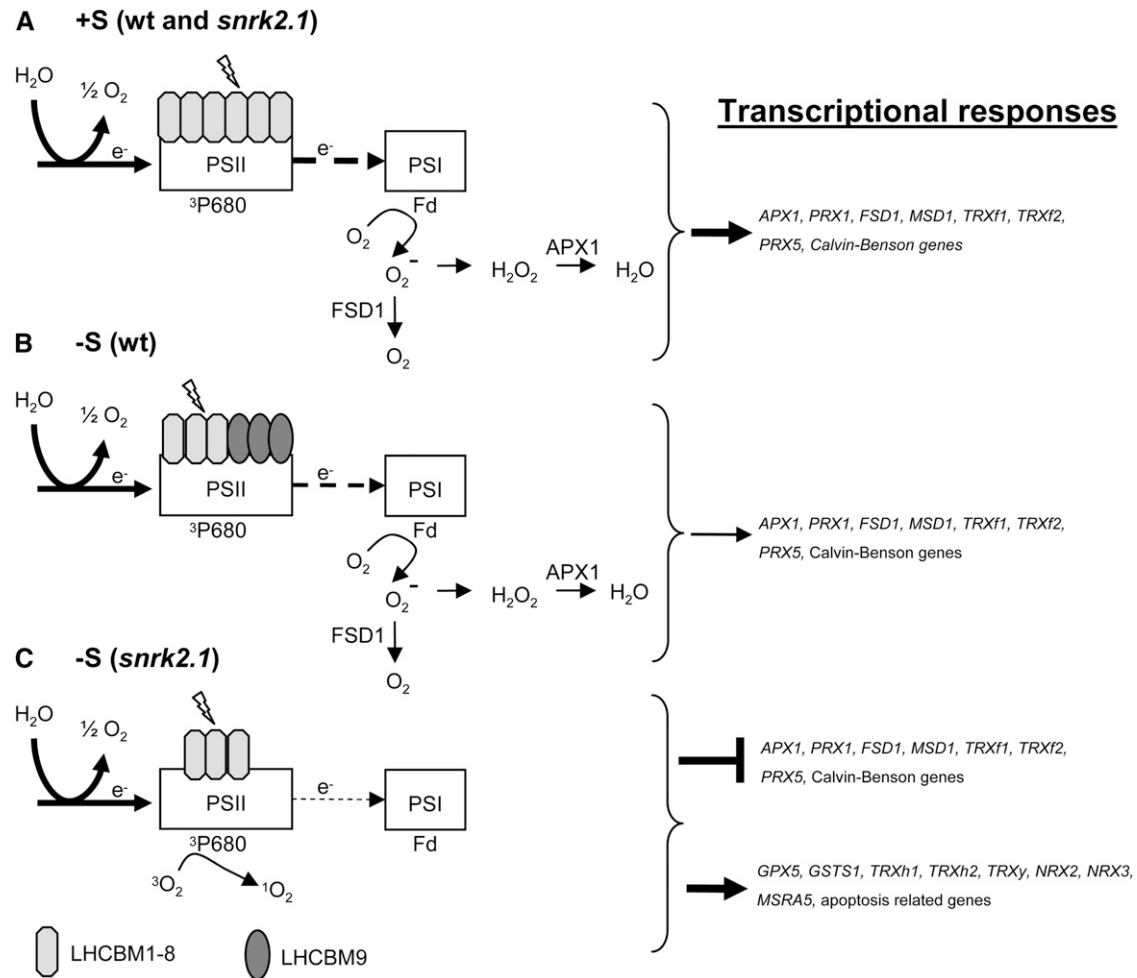 A +S (wt and snrk2.1)
Transcriptional responses
H₂O ½ O₂
e⁻ PSII e⁻ PSI
³P680 Fd
O₂
O₂⁻ H₂O₂ APX1 H₂O
FSD1
O₂
APX1, PRX1, FSD1, MSD1, TRXf1, TRXf2,
PRX5, Calvin-Benson genes
B -S (wt)
H₂O ½ O₂
e⁻ PSII e⁻ PSI
³P680 Fd
O₂
O₂⁻ H₂O₂ APX1 H₂O
FSD1
O₂
APX1, PRX1, FSD1, MSD1, TRXf1, TRXf2,
PRX5, Calvin-Benson genes
C -S (snrk2.1)
H₂O ½ O₂
e⁻ PSII e⁻ PSI
³P680 Fd
³O₂ ¹O₂
APX1, PRX1, FSD1, MSD1, TRXf1, TRXf2,
PRX5, Calvin-Benson genes
GPX5, GSTS1, TRXh1, TRXh2, TRXy, NRX2, NRX3,
MSRA5, apoptosis related genes
LHCBM1-8 LHCBM9